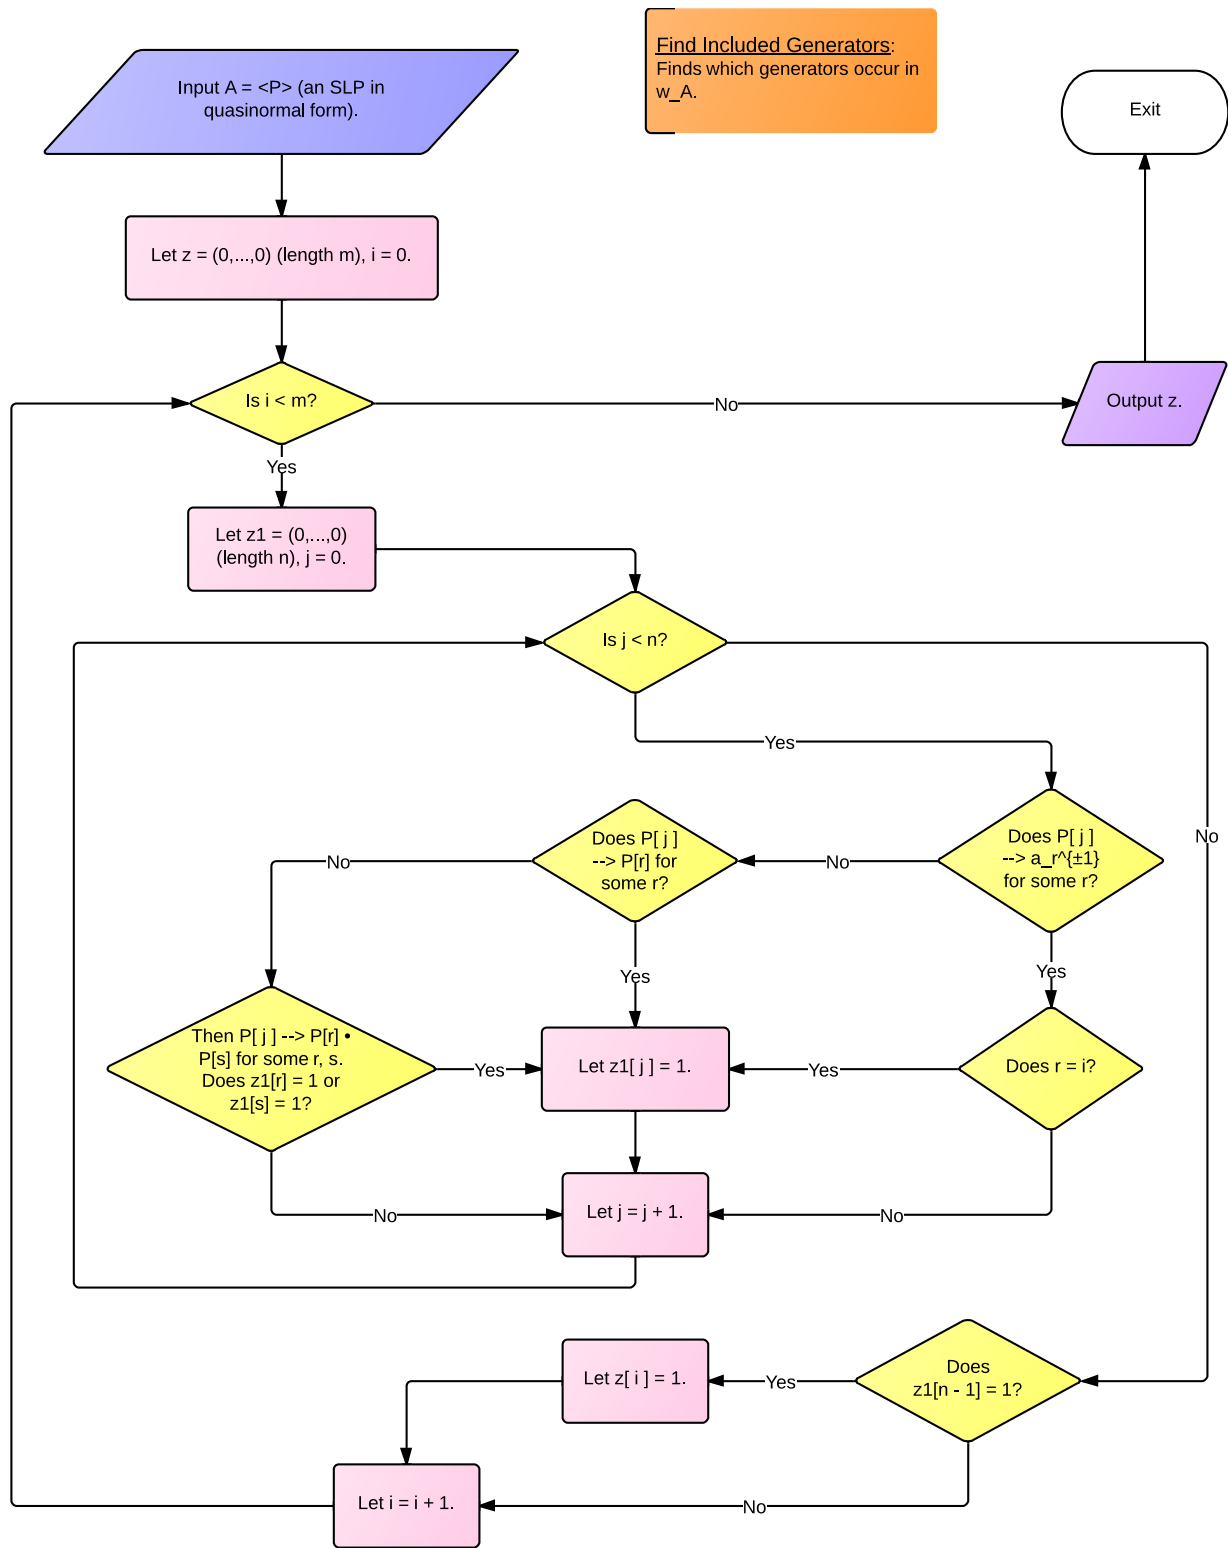 Find Included Generators:
Finds which generators occur in
w_A.
Input A = <P> (an SLP in
quasinormal form).
Exit
Let z = (0,...,0) (length m), i = 0.
Is i < m?
No
Output z.
Yes
Let z1 = (0,...,0)
(length n), j = 0.
Is j < n?
Yes
No
Does P[ j ]
--> a_r^{±1}
for some r?
No
Does P[ j ]
--> P[r] for
some r?
No
Yes
Yes
Then P[ j ] --> P[r] •
P[s] for some r, s.
Does z1[r] = 1 or
z1[s] = 1?
Yes
Let z1[ j ] = 1.
Yes
Does r = i?
No
Let j = j + 1.
No
Does
z1[n - 1] = 1?
Yes
Let z[ i ] = 1.
No
Let i = i + 1.